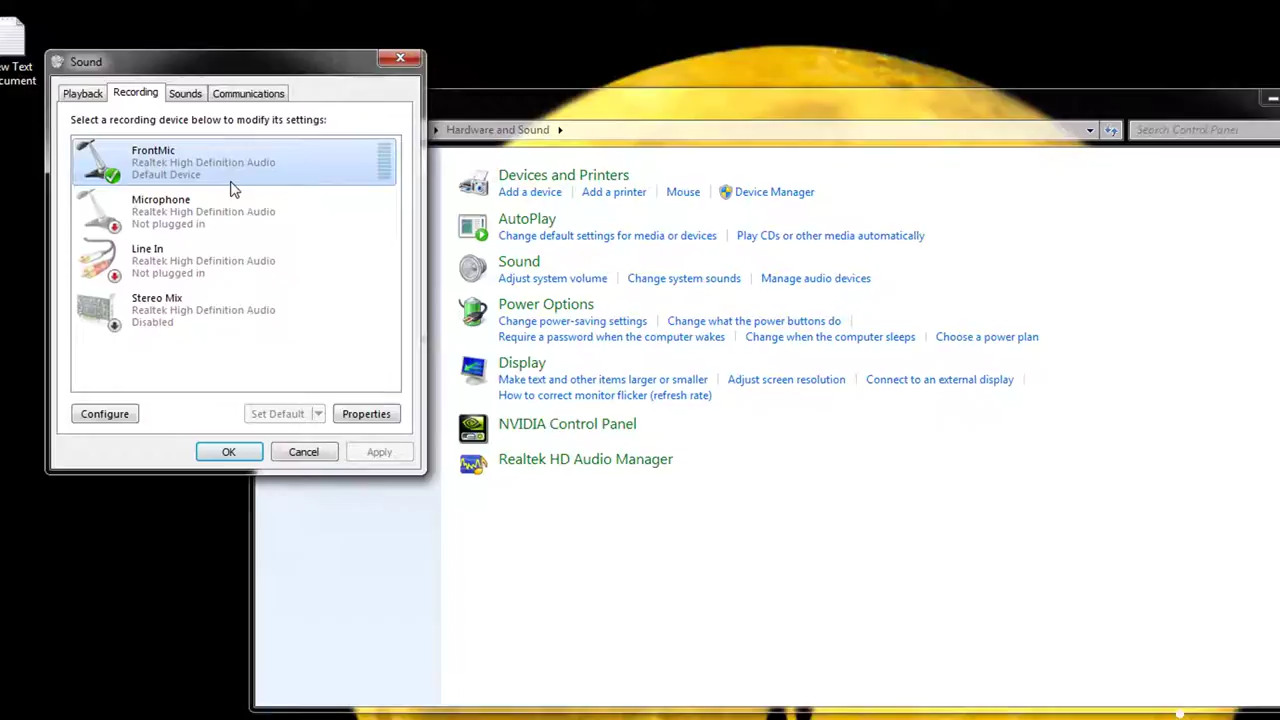 ew Text
cument
Sound
Playback
Recording
Sounds
Communications
Select a recording device below to modify its settings:
FrontMic
Realtek High Definition Audio
Default Device
Microphone
Realtek High Definition Audio
Not plugged in
Line In
Realtek High Definition Audio
Not plugged in
Stereo Mix
Realtek High Definition Audio
Disabled
Configure
Set Default
Properties
OK
Cancel
Apply
Hardware and Sound
Search Control Panel
Devices and Printers
Add a device
Add a printer
Mouse
Device Manager
AutoPlay
Change default settings for media or devices
Play CDs or other media automatically
Sound
Adjust system volume
Change system sounds
Manage audio devices
Power Options
Change power-saving settings
Change what the power buttons do
Require a password when the computer wakes
Change when the computer sleeps
Choose a power plan
Display
Make text and other items larger or smaller
Adjust screen resolution
Connect to an external display
How to correct monitor flicker (refresh rate)
NVIDIA Control Panel
Realtek HD Audio Manager